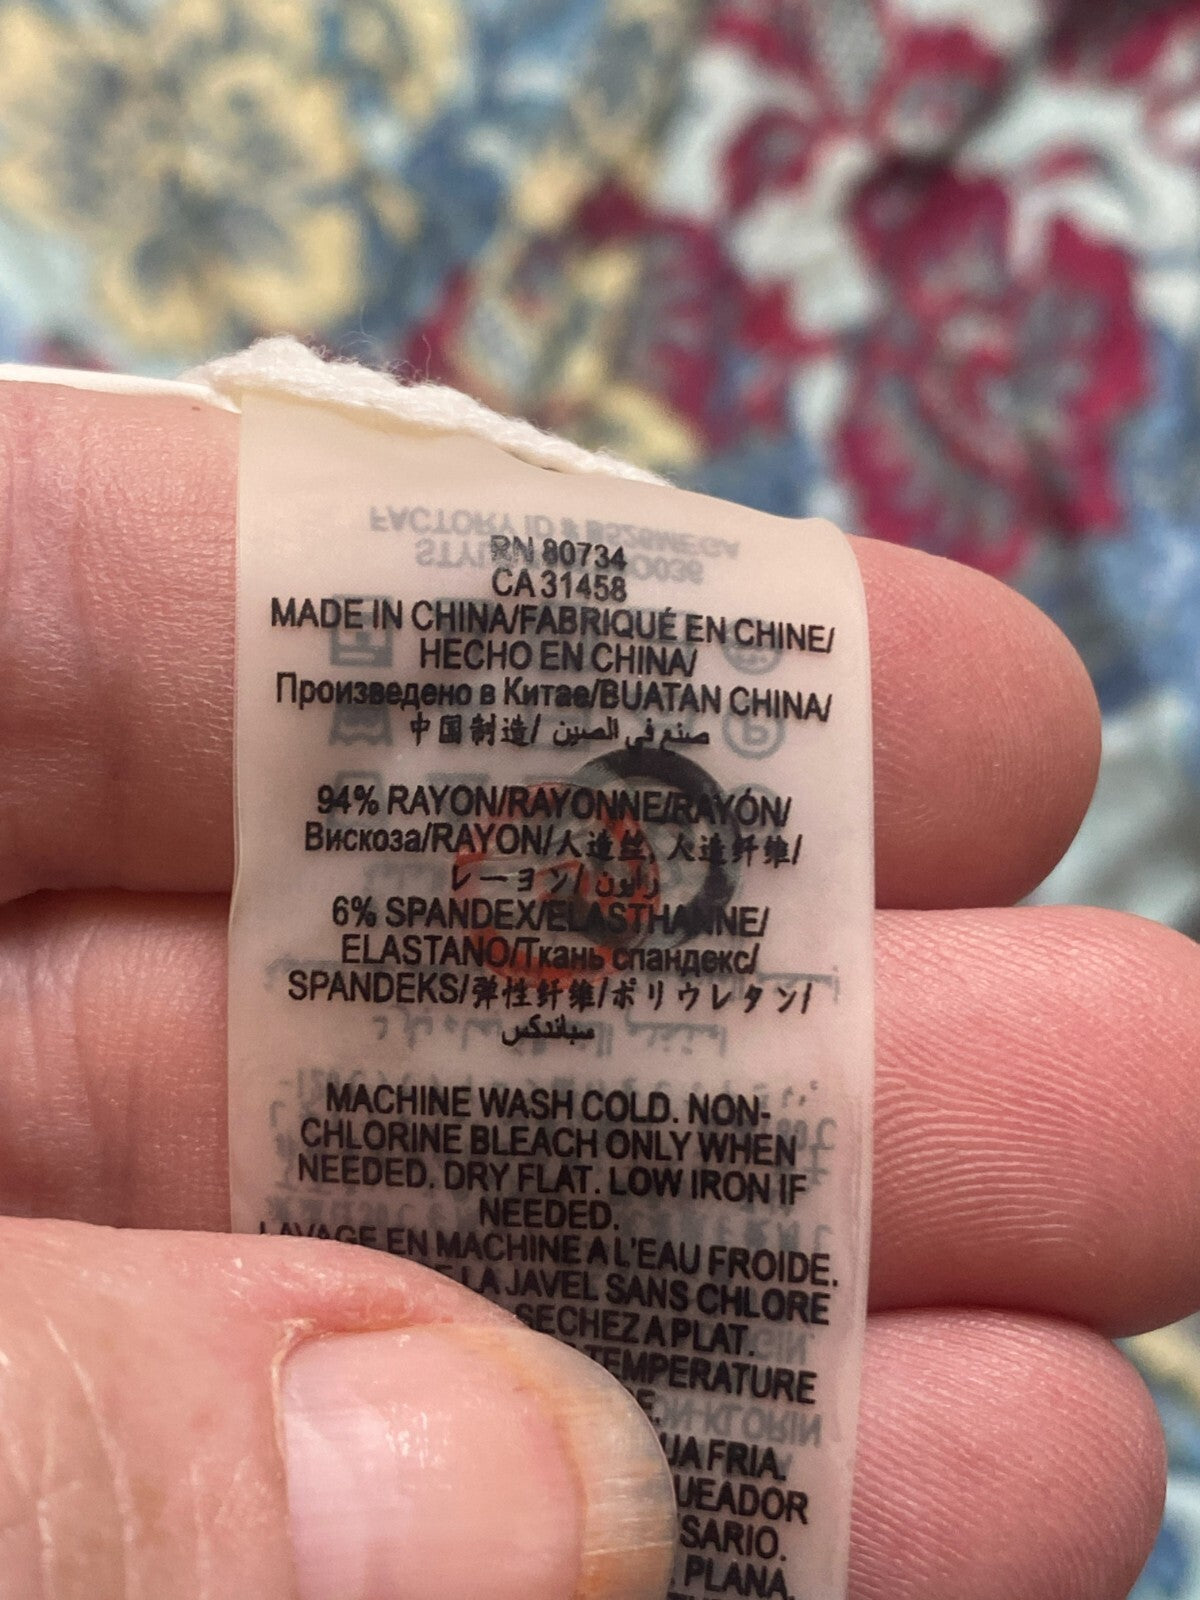 RN 80734
CA 31458
MADE IN CHINA/FABRIQUÉ EN CHINE/
HECHO EN CHINA/
Произведено в Китае/BUATAN CHINA/
中国制造/ صنع في الصين
94% RAYON/RAYONNE/RAYÓN/
Вискоза/RAYON/人造丝, 人造纤维/
レーヨン/ رايون
6% SPANDEX/ELASTHANNE/
ELASTANO/Ткань спандекс/
SPANDEKS/弹性纤维/ポリウレタン/
سباندكس
MACHINE WASH COLD. NON-
CHLORINE BLEACH ONLY WHEN
NEEDED. DRY FLAT. LOW IRON IF
NEEDED.
LAVAGE EN MACHINE A L'EAU FROIDE.
LA JAVEL SANS CHLORE
SECHEZ A PLAT.
TEMPERATURE
FRIA.
PLANA.